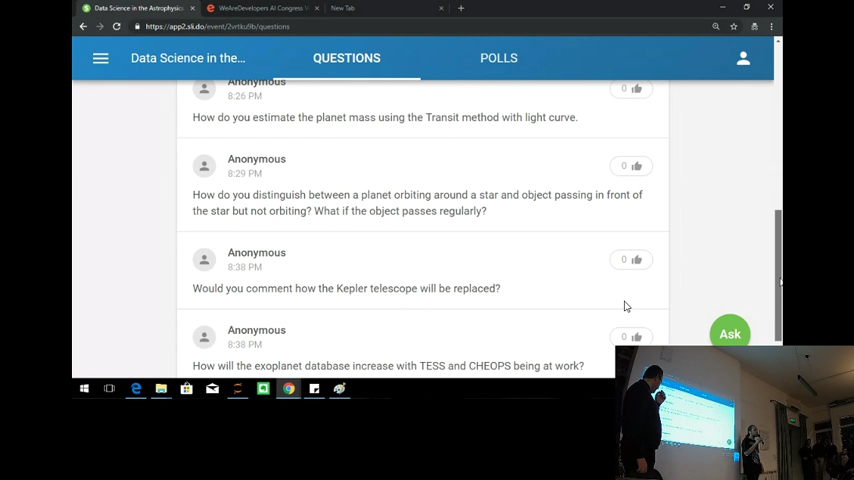 Data Science in the Astrophysics
WeAreDevelopers AI Congress V
New Tab
https://app2.sli.do/event/2vrtku9b/questions
Data Science in the...
QUESTIONS
POLLS
Anonymous
8:26 PM
0
How do you estimate the planet mass using the Transit method with light curve.
Anonymous
8:29 PM
0
How do you distinguish between a planet orbiting around a star and object passing in front of
the star but not orbiting? What if the object passes regularly?
Anonymous
8:38 PM
0
Would you comment how the Kepler telescope will be replaced?
Anonymous
8:38 PM
0
How will the exoplanet database increase with TESS and CHEOPS being at work?
Ask